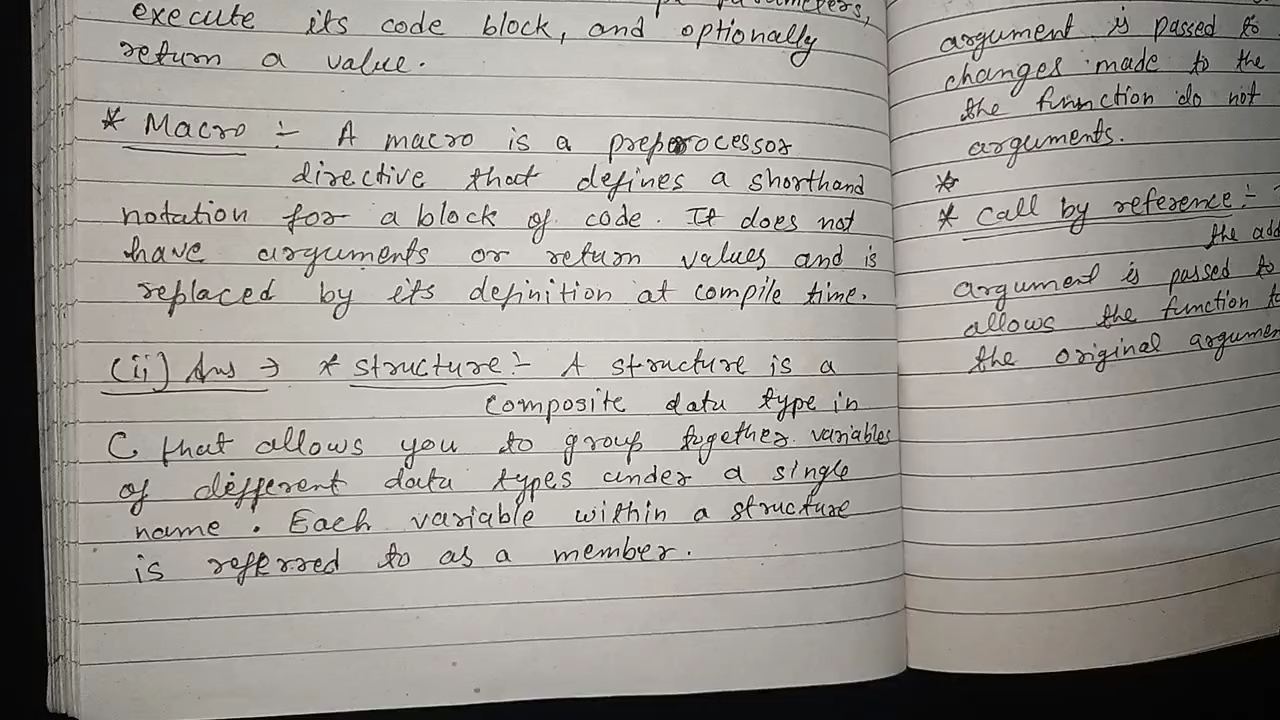 execute its code block, and optionally
return a value.
* Macro :- A macro is a preprocessor
directive that defines a shorthand
notation for a block of code. It does not
have arguments or return values and is
replaced by its definition at compile time.
(ii) Ans → * structure :- A structure is a
composite data type in
C that allows you to group together variables
of different data types under a single
name. Each variable within a structure
is referred to as a member.
argument is passed to
changes made to the
the function do not
arguments.
*
* Call by reference :-
the
argument is passed to
allows the function
the original